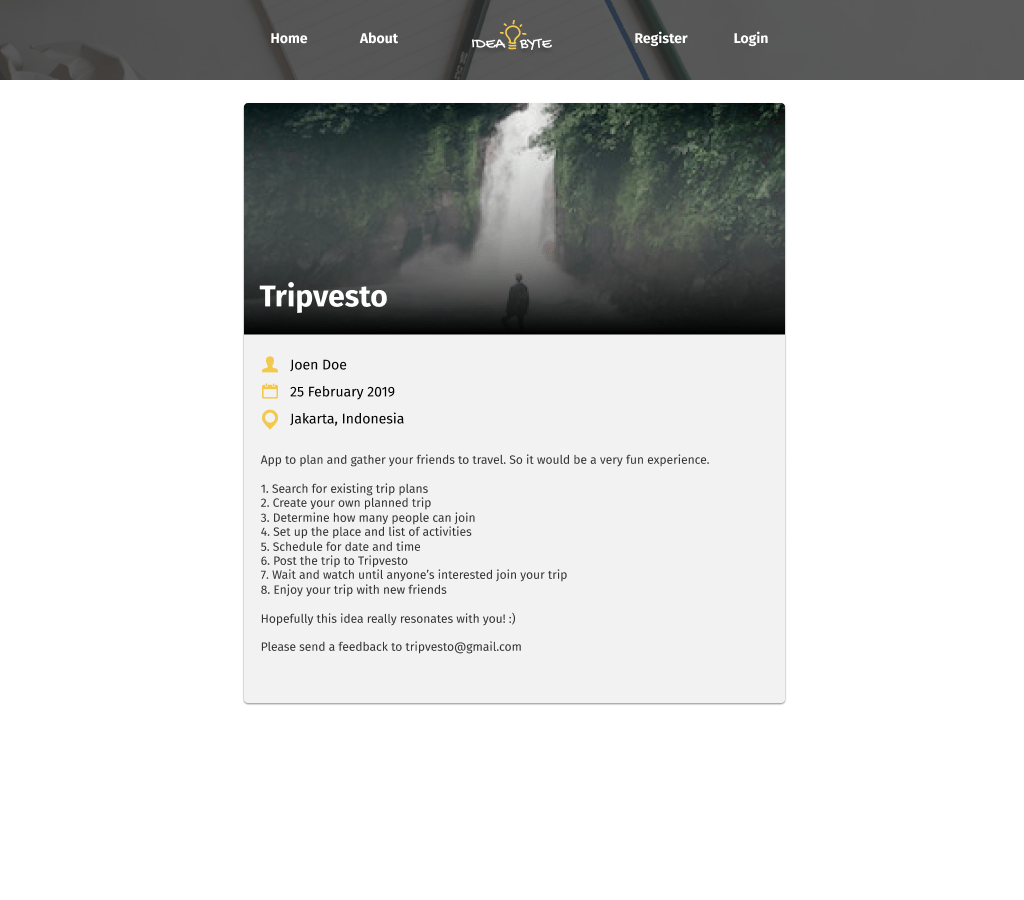 Home About IDEA BYTE Register Login
Tripvesto
Joen Doe
25 February 2019
Jakarta, Indonesia
App to plan and gather your friends to travel. So it would be a very fun experience.
1. Search for existing trip plans
2. Create your own planned trip
3. Determine how many people can join
4. Set up the place and list of activities
5. Schedule for date and time
6. Post the trip to Tripvesto
7. Wait and watch until anyone’s interested join your trip
8. Enjoy your trip with new friends
Hopefully this idea really resonates with you! :)
Please send a feedback to tripvesto@gmail.com